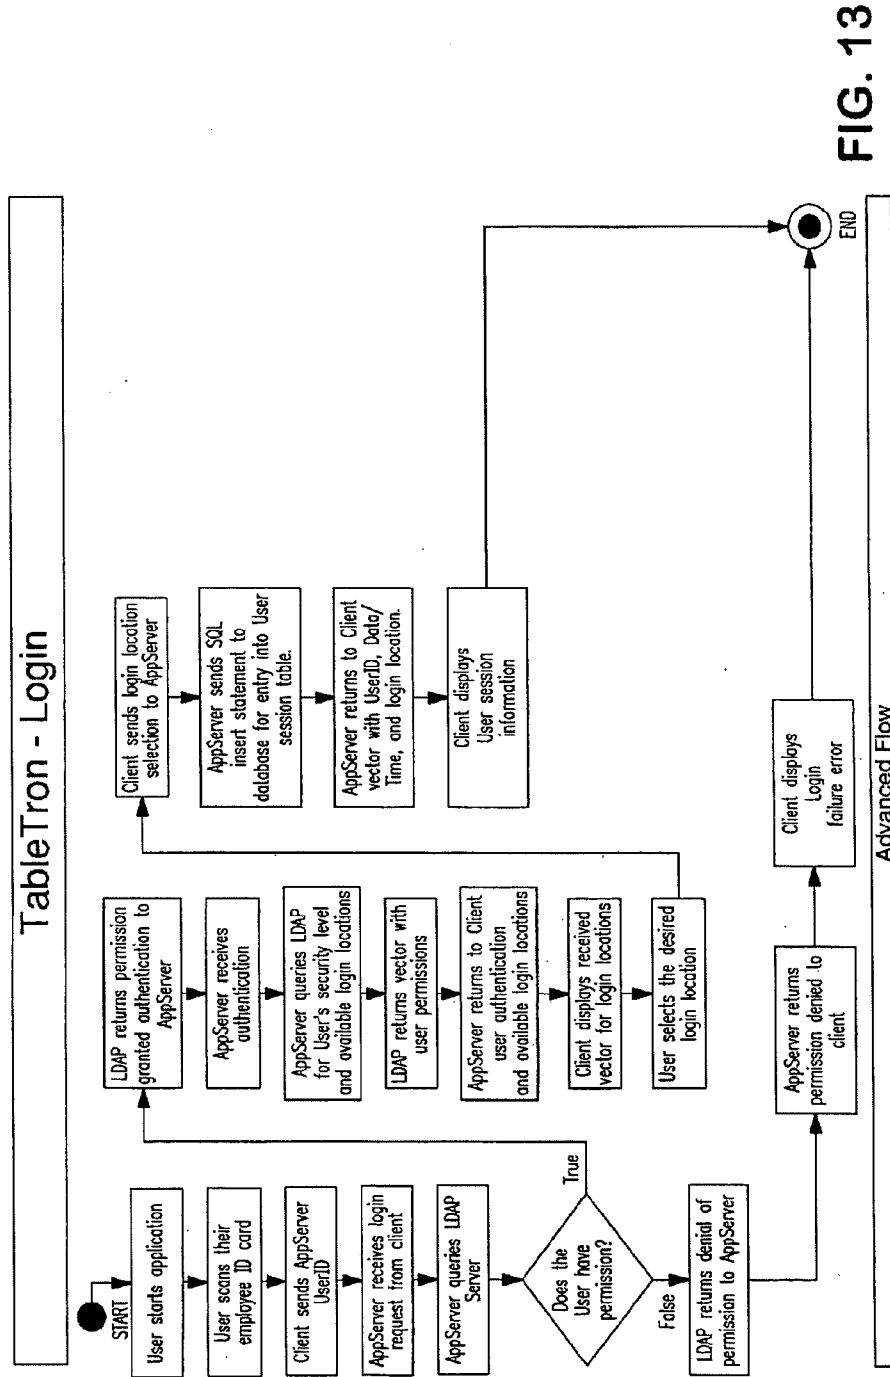 TableTron - Login
START
User starts application
User scans their
employee ID card
Client sends AppServer
UserID
AppServer receives login
request from client
AppServer queries LDAP
Server
Does the
User have
permission?
True
False
LDAP returns denial of
permission to AppServer
LDAP returns permission
granted authentication to
AppServer
AppServer receives
authentication
AppServer queries LDAP
for User's security level
and available login locations
LDAP returns vector with
user permissions
AppServer returns to Client
user authentication
and available login locations
Client displays received
vector for login locations
User selects the desired
login location
AppServer returns
permission denied to
client
Client sends login location
selection to AppServer
AppServer sends SQL
insert statement to
database for entry into User
session table.
AppServer returns to Client
vector with UserID, Data/
Time, and login location.
Client displays
User session
information
Client displays
Login
failure error
END
Advanced Flow
FIG. 13